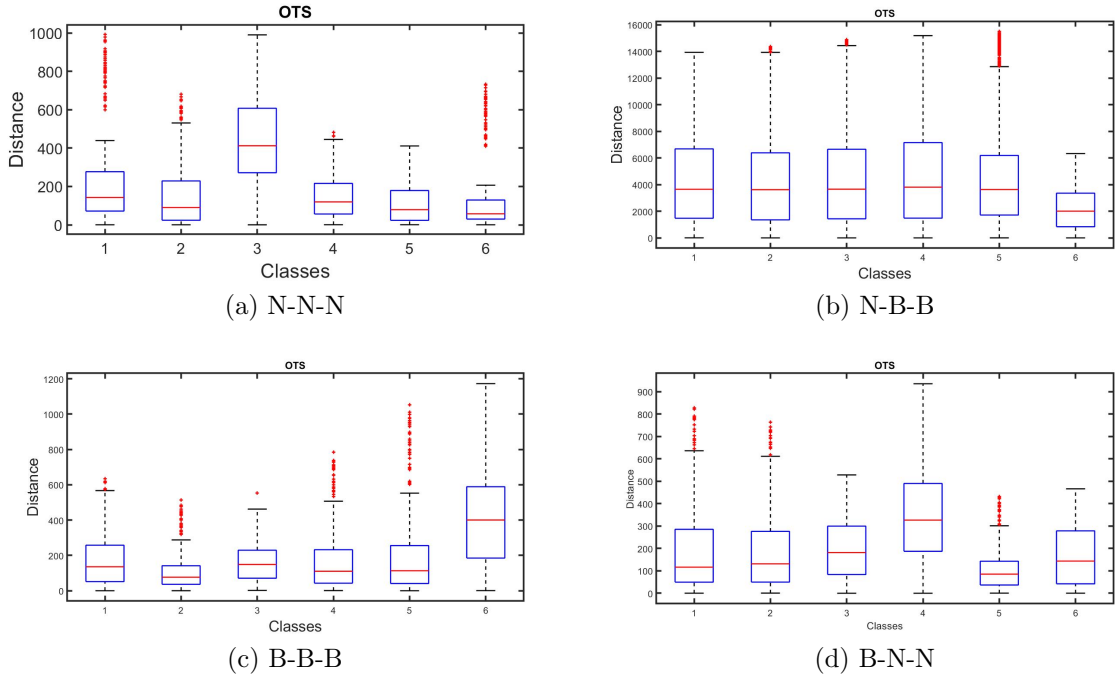 OTS
1000
800
600
400
200
0
Distance
1 2 3 4 5 6
Classes
(a) N-N-N
OTS
16000
14000
12000
10000
8000
6000
4000
2000
0
Distance
1 2 3 4 5 6
Classes
(b) N-B-B
OTS
1200
1000
800
600
400
200
0
Distance
1 2 3 4 5 6
Classes
(c) B-B-B
OTS
900
800
700
600
500
400
300
200
100
0
Distance
1 2 3 4 5 6
Classes
(d) B-N-N